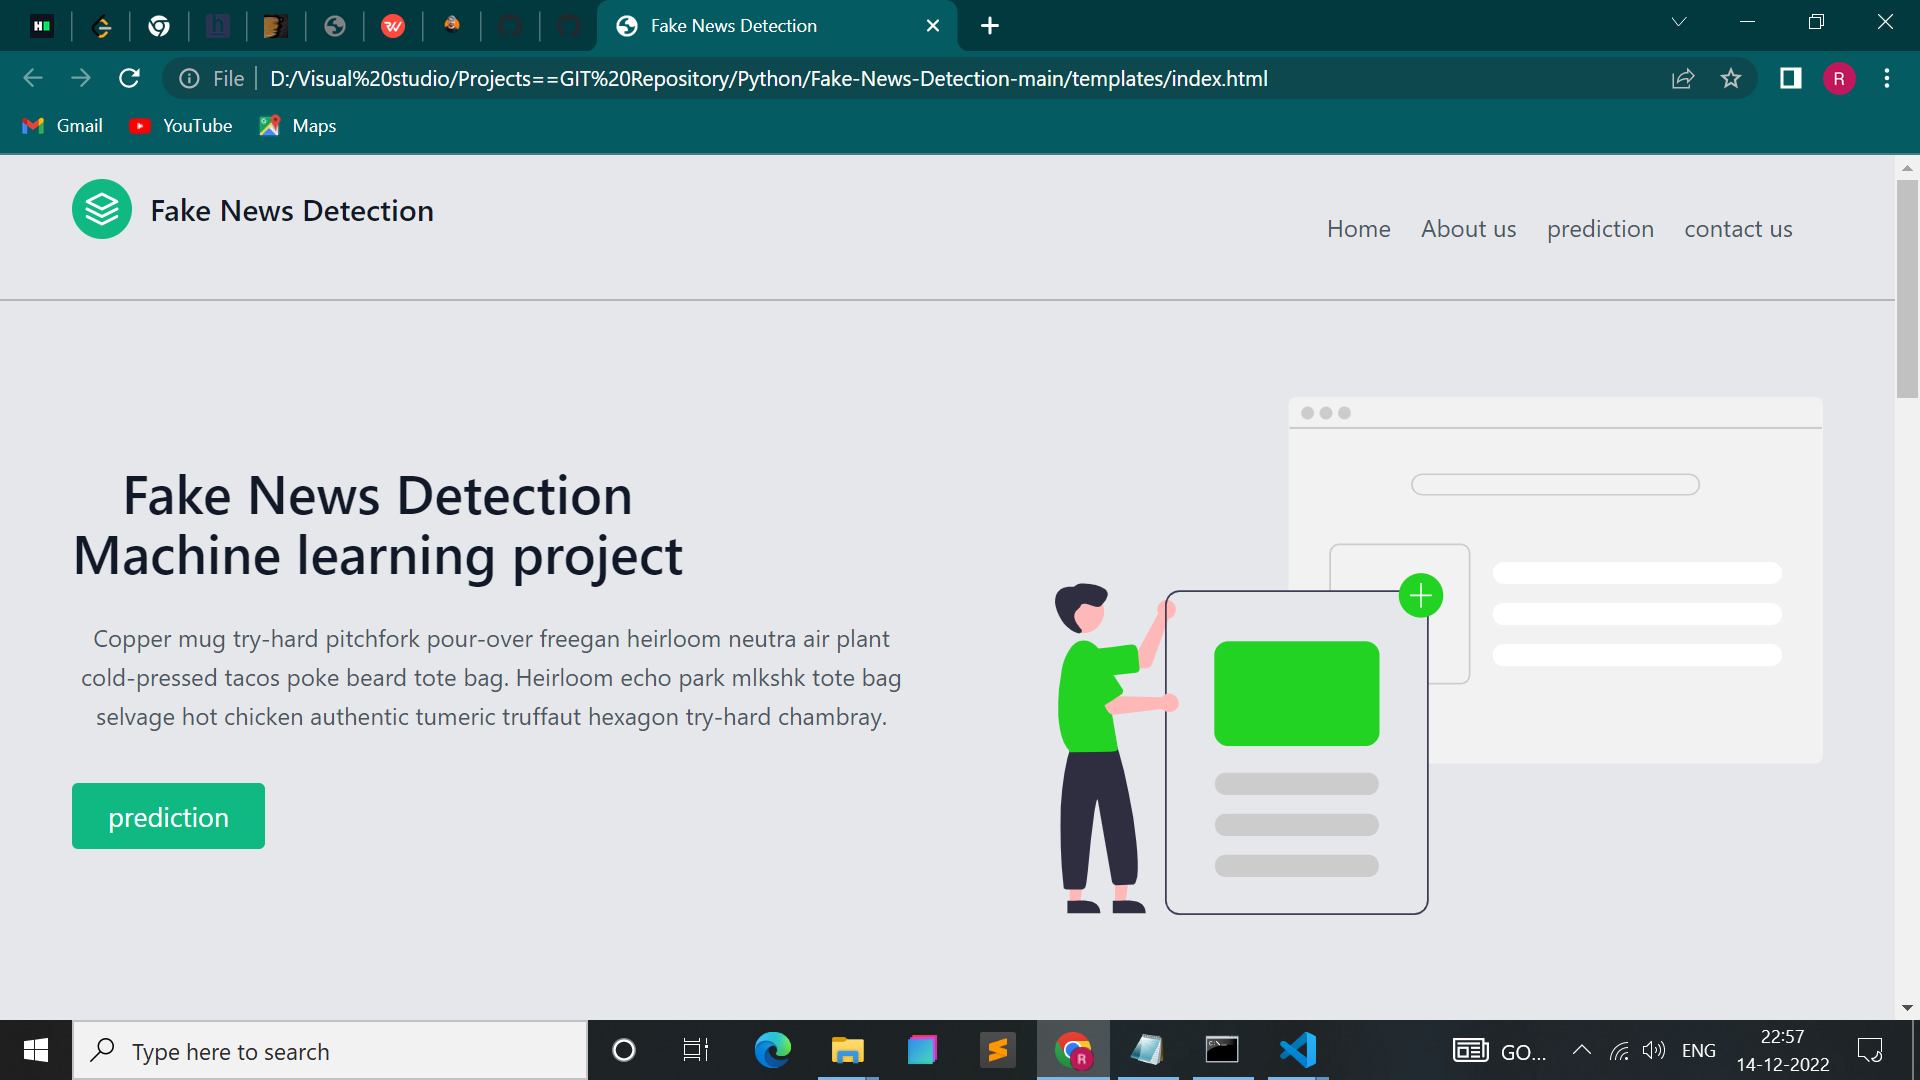 Fake News Detection
File
D:/Visual%20studio/Projects==GIT%20Repository/Python/Fake-News-Detection-main/templates/index.html
R
Gmail
YouTube
Maps
Fake News Detection
Home
About us
prediction
contact us
Fake News Detection
Machine learning project
Copper mug try-hard pitchfork pour-over freegan heirloom neutra air plant
cold-pressed tacos poke beard tote bag. Heirloom echo park mlkshk tote bag
selvage hot chicken authentic tumeric truffaut hexagon try-hard chambray.
prediction
Type here to search
R
GO...
ENG
22:57
14-12-2022